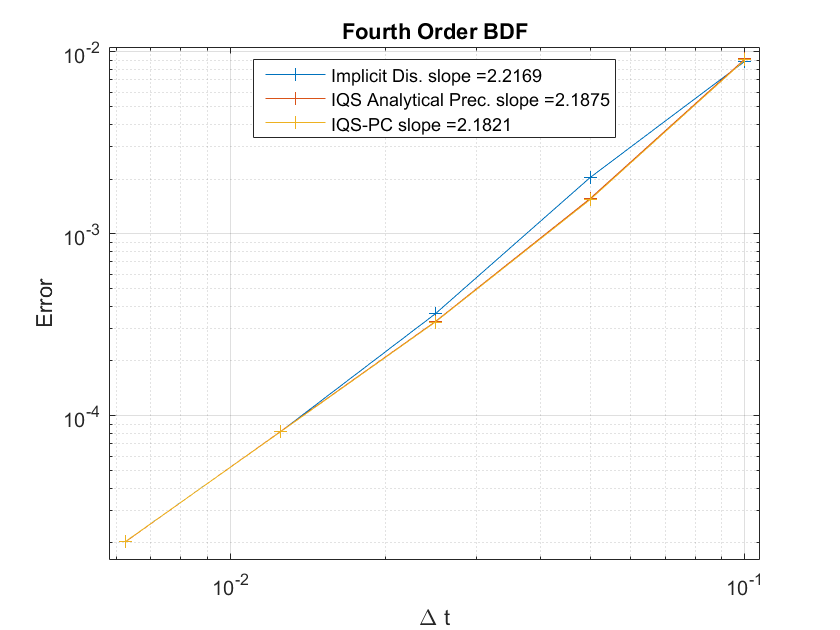 Fourth Order BDF
Implicit Dis. slope =2.2169
IQS Analytical Prec. slope =2.1875
IQS-PC slope =2.1821
Error
10^-2
10^-3
10^-4
10^-2
10^-1
Δ t